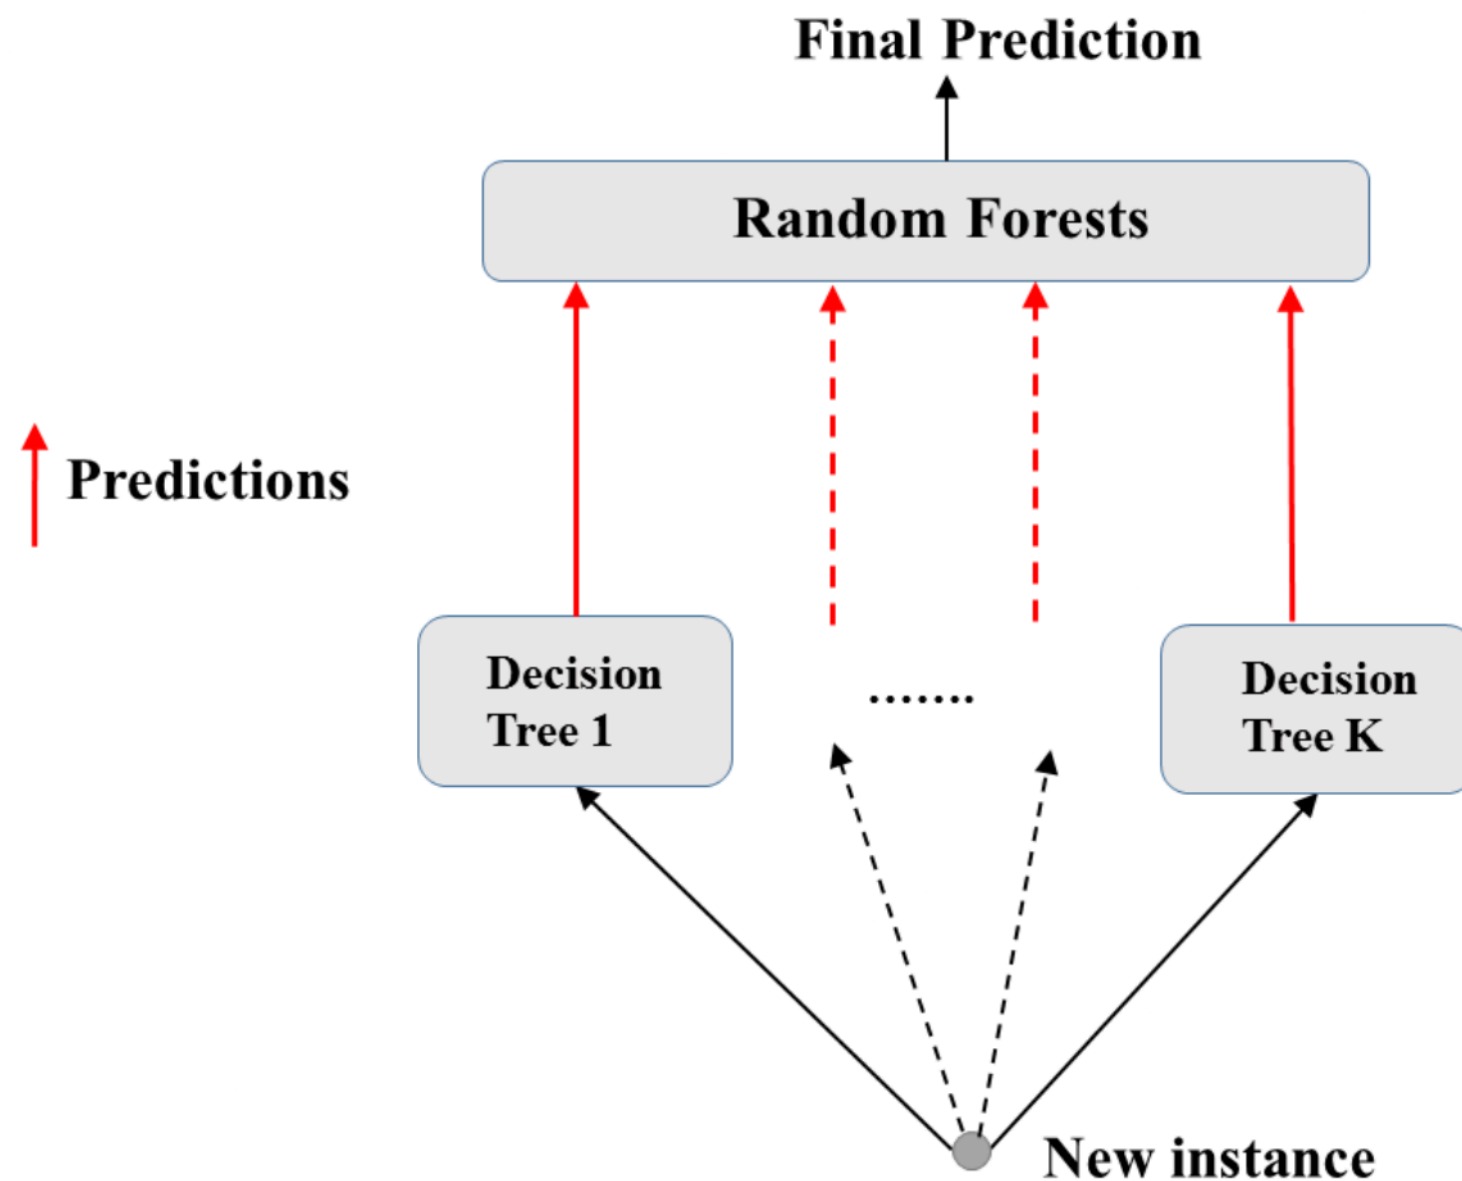 Final Prediction
Random Forests
Predictions
Decision
Tree 1
.......
Decision
Tree K
New instance